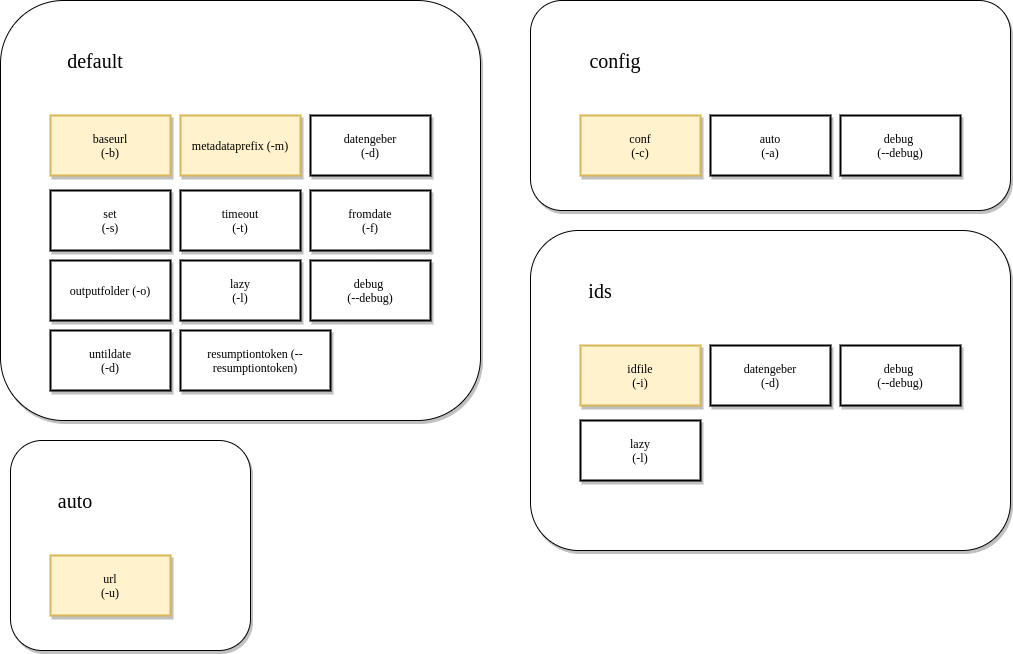 default
baseurl
(-b)
metadataprefix (-m)
datengeber
(-d)
set
(-s)
timeout
(-t)
fromdate
(-f)
outputfolder (-o)
lazy
(-l)
debug
(--debug)
untildate
(-d)
resumptiontoken (--
resumptiontoken)
config
conf
(-c)
auto
(-a)
debug
(--debug)
ids
idfile
(-i)
datengeber
(-d)
debug
(--debug)
lazy
(-l)
auto
url
(-u)